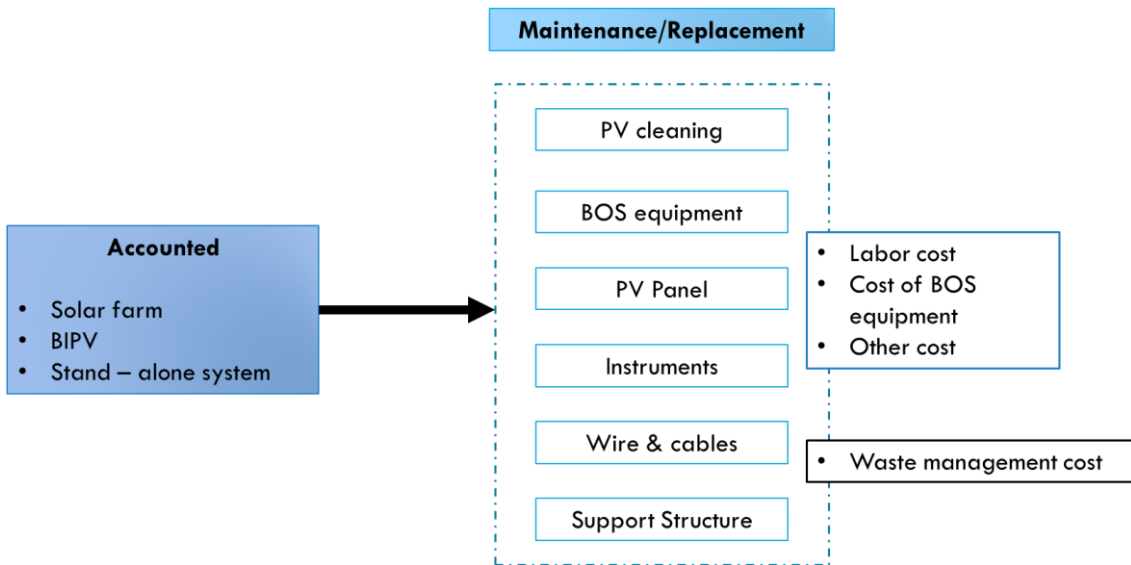 Maintenance/Replacement
PV cleaning
BOS equipment
Accounted
• Solar farm
• BIPV
• Stand – alone system
PV Panel
Instruments
Wire & cables
Support Structure
• Labor cost
• Cost of BOS
equipment
• Other cost
• Waste management cost